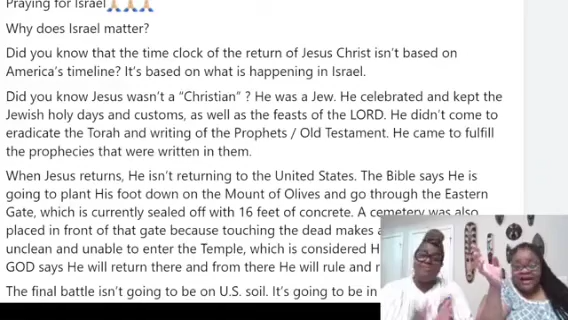 Praying for Israel🙏🏼🙏🏼🙏🏼
Why does Israel matter?
Did you know that the time clock of the return of Jesus Christ isn't based on
America's timeline? It's based on what is happening in Israel.
Did you know Jesus wasn't a "Christian" ? He was a Jew. He celebrated and kept the
Jewish holy days and customs, as well as the feasts of the LORD. He didn't come to
eradicate the Torah and writing of the Prophets / Old Testament. He came to fulfill
the prophecies that were written in them.
When Jesus returns, He isn't returning to the United States. The Bible says He is
going to plant His foot down on the Mount of Olives and go through the Eastern
Gate, which is currently sealed off with 16 feet of concrete. A cemetery was also
placed in front of that gate because touching the dead makes
unclean and unable to enter the Temple, which is considered
GOD says He will return there and from there He will rule and
The final battle isn't going to be on U.S. soil. It's going to be in